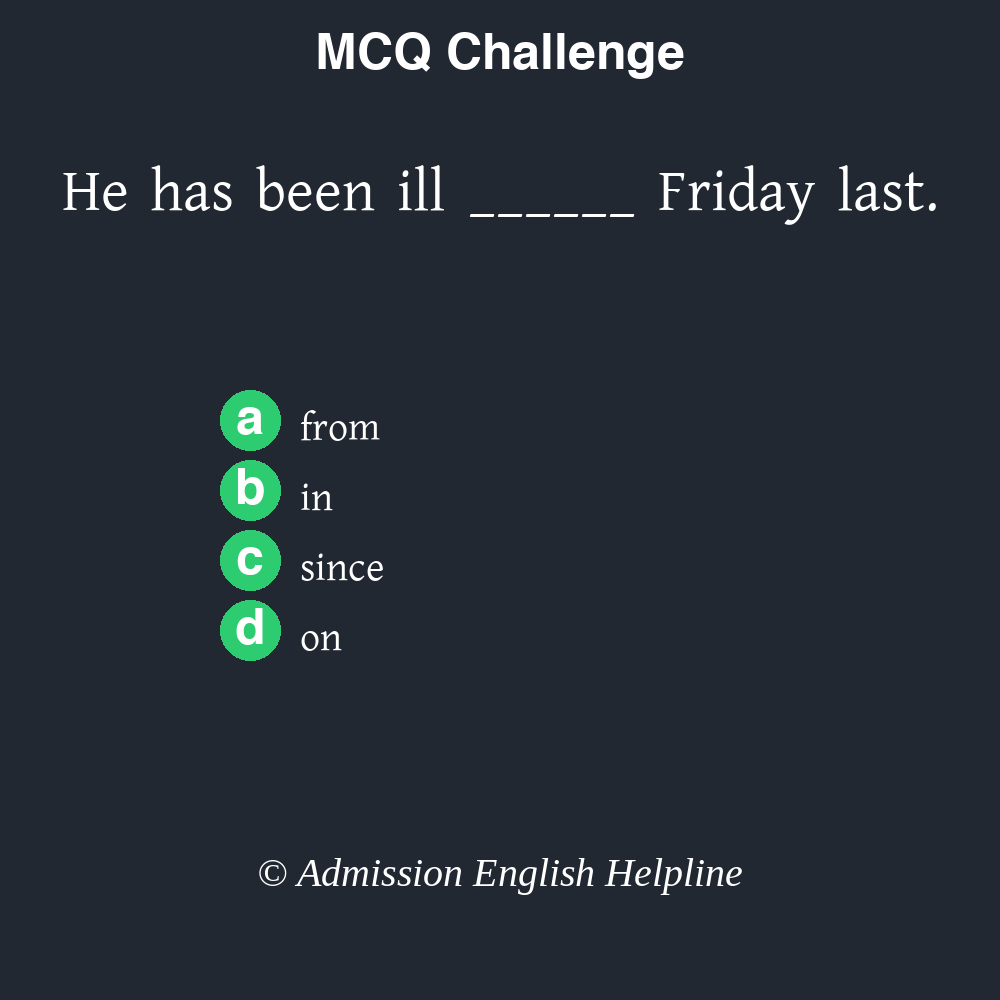 MCQ Challenge
He has been ill ______ Friday last.
a from
b in
c since
d on
© Admission English Helpline